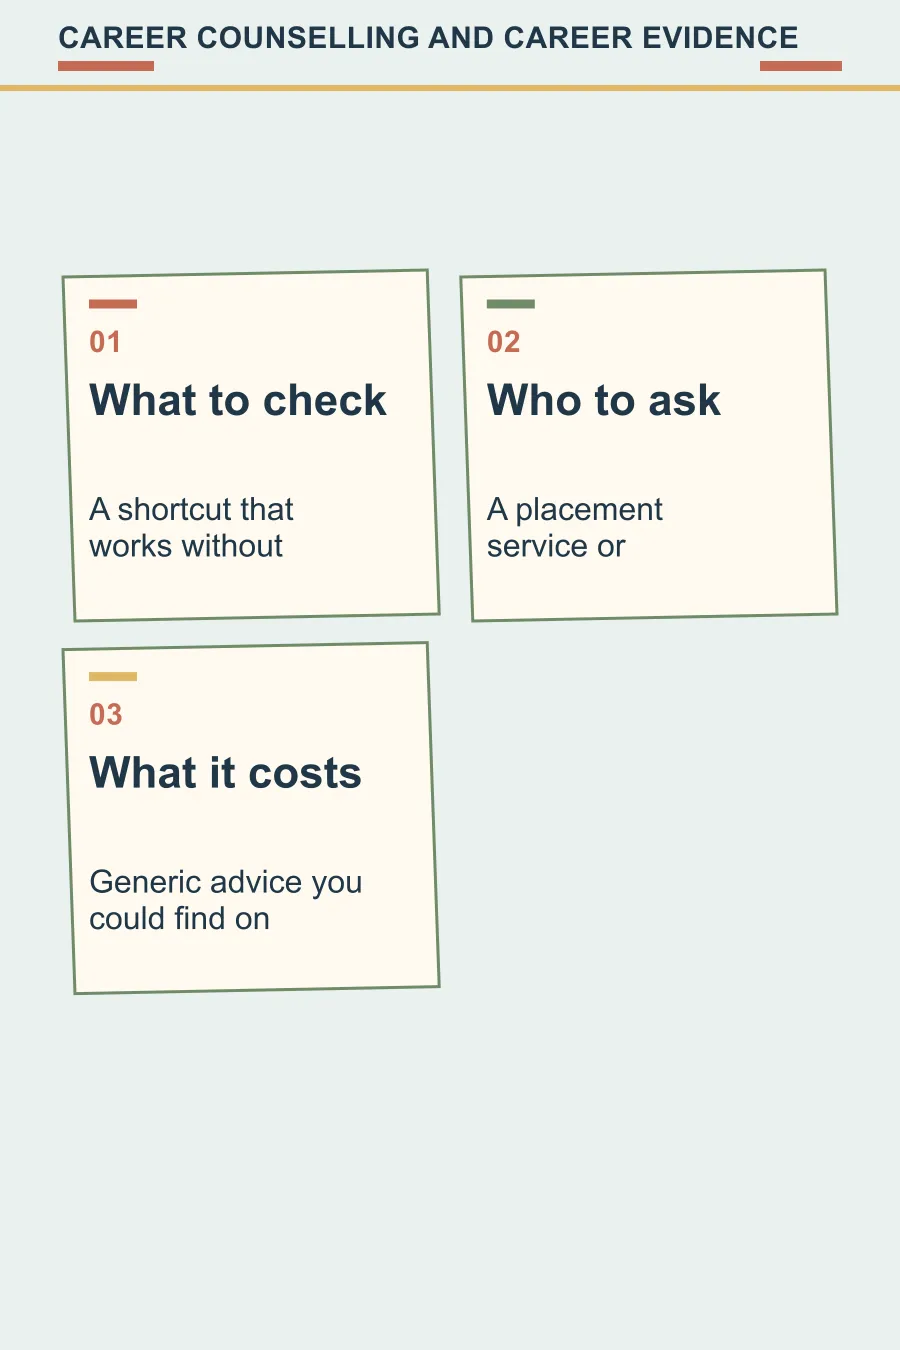 CAREER COUNSELLING AND CAREER EVIDENCE
01
What to check
A shortcut that
works without
02
Who to ask
A placement
service or
03
What it costs
Generic advice you
could find on